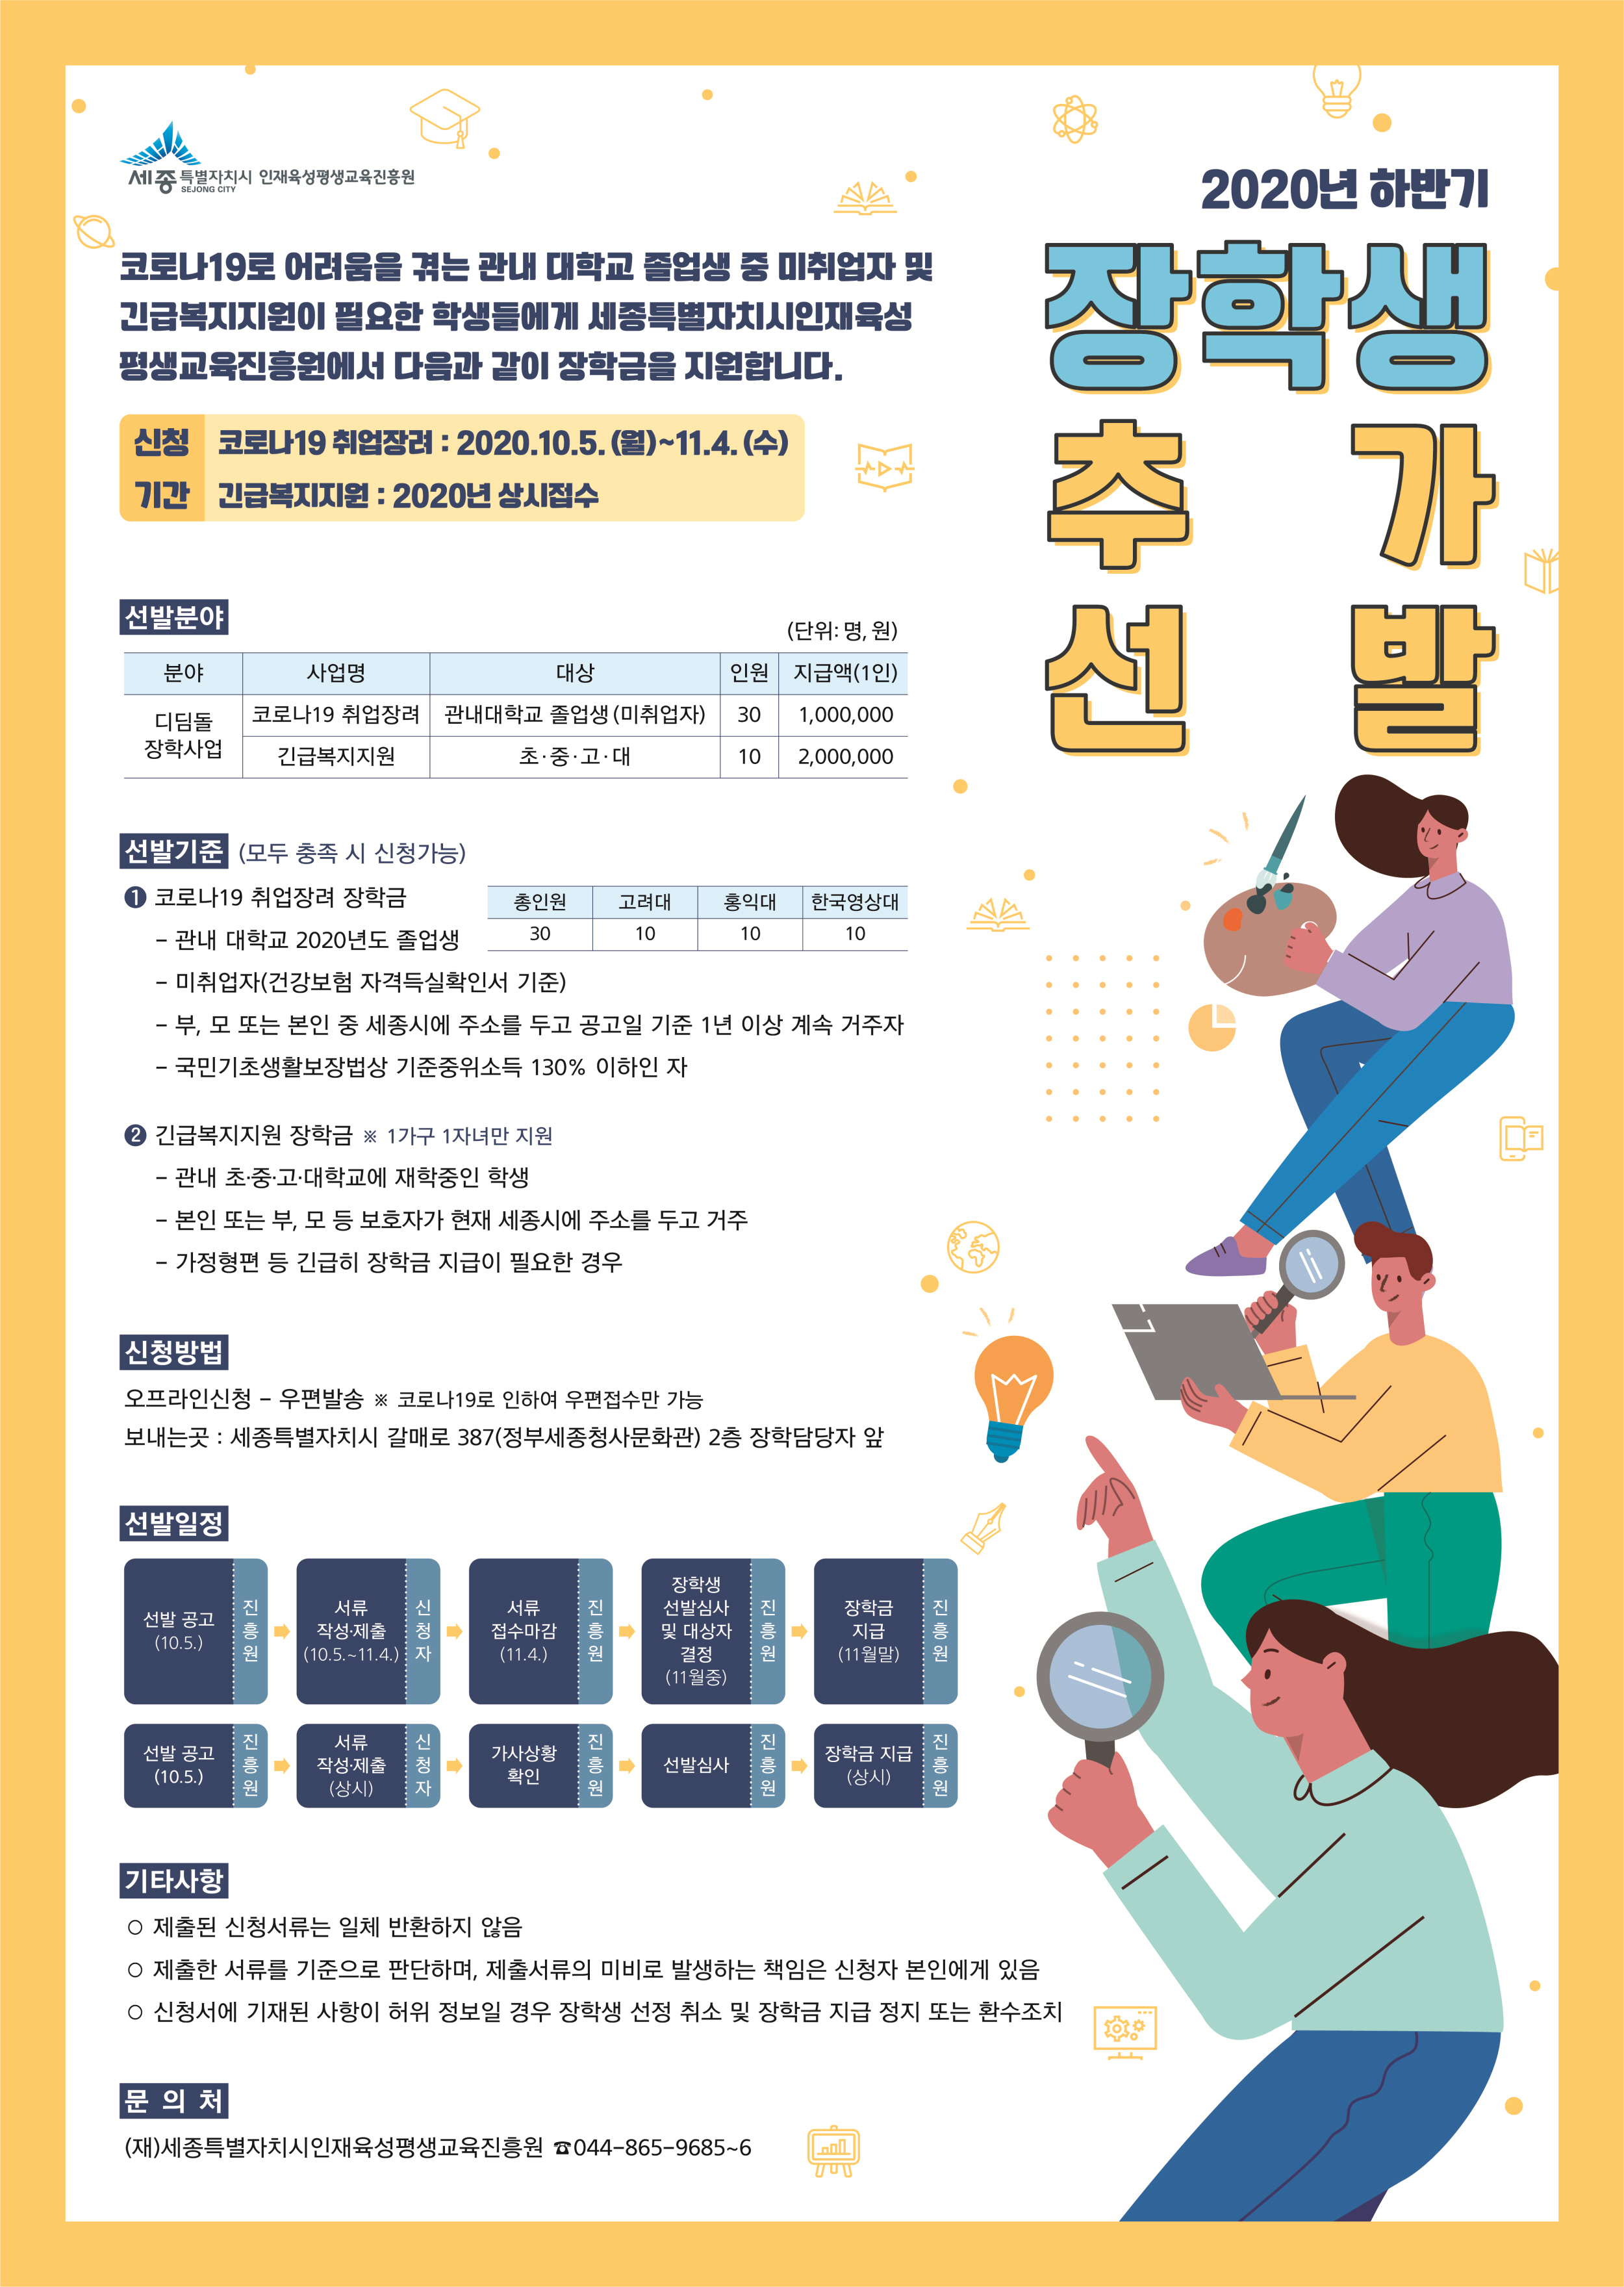 세종특별자치시 인재육성평생교육진흥원
SEJONG CITY
2020년 하반기
장학생
추가
선발
코로나19로 어려움을 겪는 관내 대학교 졸업생 중 미취업자 및
긴급복지지원이 필요한 학생들에게 세종특별자치시인재육성
평생교육진흥원에서 다음과 같이 장학금을 지원합니다.
신청 기간
코로나19 취업장려 : 2020.10.5.(월)~11.4.(수)
긴급복지지원 : 2020년 상시접수
선발분야
(단위: 명, 원)
분야 사업명 대상 인원 지급액(1인)
디딤돌 장학사업 코로나19 취업장려 관내대학교 졸업생(미취업자) 30 1,000,000
긴급복지지원 초·중·고·대 10 2,000,000
선발기준 (모두 충족 시 신청가능)
❶ 코로나19 취업장려 장학금
총인원 고려대 홍익대 한국영상대
30 10 10 10
– 관내 대학교 2020년도 졸업생
– 미취업자(건강보험 자격득실확인서 기준)
– 부, 모 또는 본인 중 세종시에 주소를 두고 공고일 기준 1년 이상 계속 거주자
– 국민기초생활보장법상 기준중위소득 130% 이하인 자
❷ 긴급복지지원 장학금 ※ 1가구 1자녀만 지원
– 관내 초·중·고·대학교에 재학중인 학생
– 본인 또는 부, 모 등 보호자가 현재 세종시에 주소를 두고 거주
– 가정형편 등 긴급히 장학금 지급이 필요한 경우
신청방법
오프라인신청 – 우편발송 ※ 코로나19로 인하여 우편접수만 가능
보내는곳 : 세종특별자치시 갈매로 387(정부세종청사문화관) 2층 장학담당자 앞
선발일정
선발 공고
(10.5.)
진흥원
서류
작성·제출
(10.5.~11.4.)
신청자
서류
접수마감
(11.4.)
진흥원
장학생
선발심사
및 대상자
결정
(11월중)
진흥원
장학금
지급
(11월말)
진흥원
선발 공고
(10.5.)
진흥원
서류
작성·제출
(상시)
신청자
가사상황
확인
진흥원
선발심사
진흥원
장학금 지급
(상시)
진흥원
기타사항
○ 제출된 신청서류는 일체 반환하지 않음
○ 제출한 서류를 기준으로 판단하며, 제출서류의 미비로 발생하는 책임은 신청자 본인에게 있음
○ 신청서에 기재된 사항이 허위 정보일 경우 장학생 선정 취소 및 장학금 지급 정지 또는 환수조치
문 의 처
(재)세종특별자치시인재육성평생교육진흥원 ☎044-865-9685~6